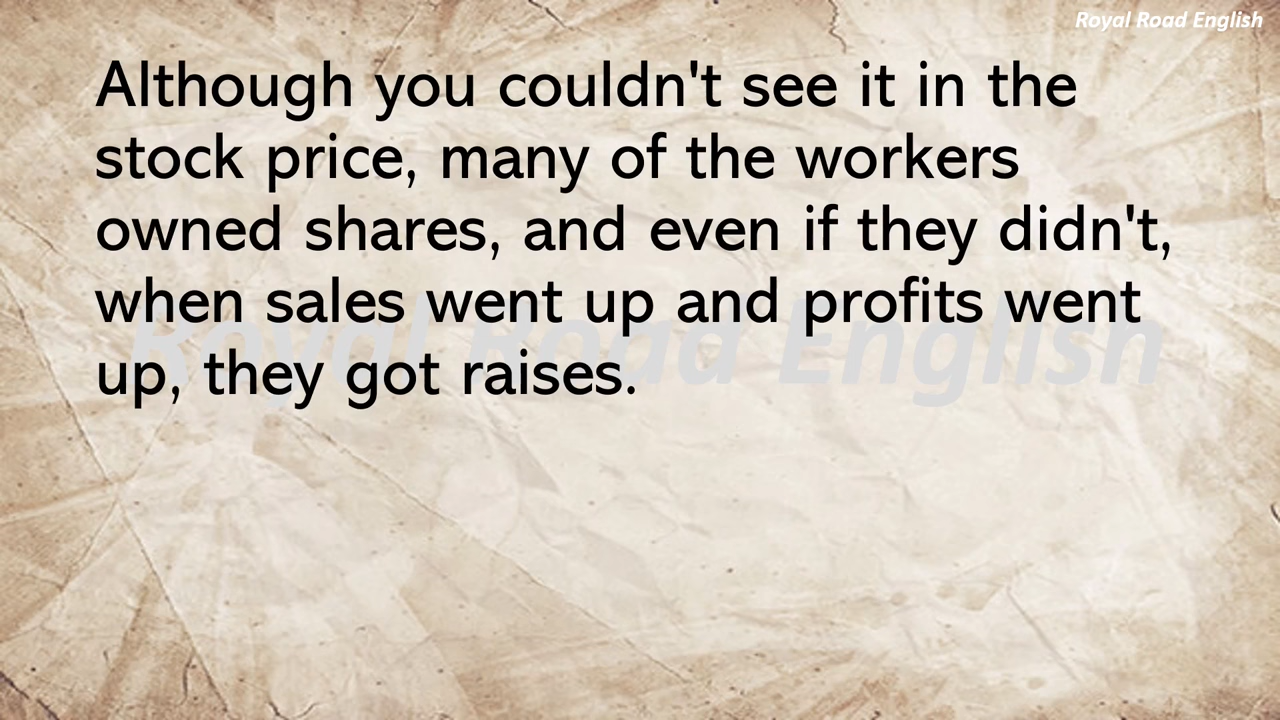 Royal Road English
Although you couldn't see it in the
stock price, many of the workers
owned shares, and even if they didn't,
when sales went up and profits went
up, they got raises.
Royal Road English